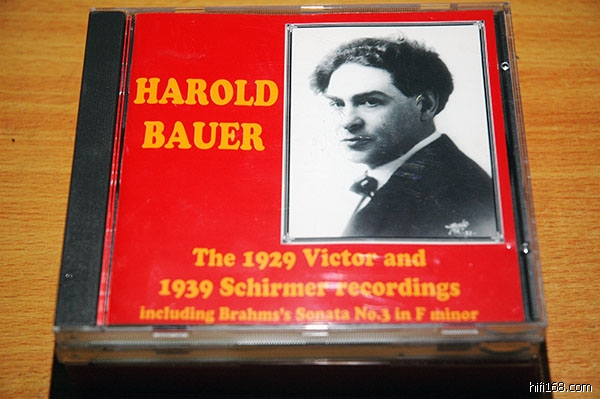 HAROLD
BAUER
The 1929 Victor and
1939 Schirmer recordings
including Brahms's Sonata No.3 in F minor
hifi168.com